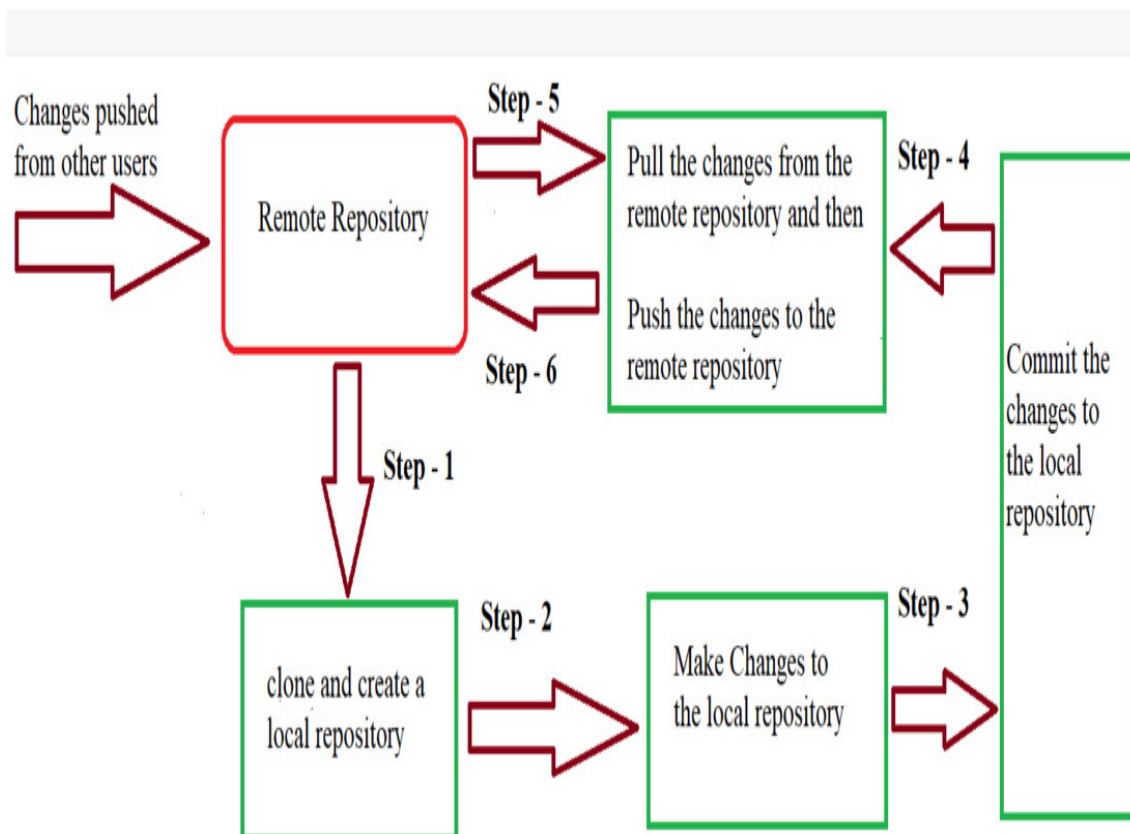 Changes pushed
from other users
Remote Repository
Step - 5
Pull the changes from the
remote repository and then
Push the changes to the
remote repository
Step - 4
Step - 6
Commit the
changes to
the local
repository
Step - 1
clone and create a
local repository
Step - 2
Make Changes to
the local repository
Step - 3